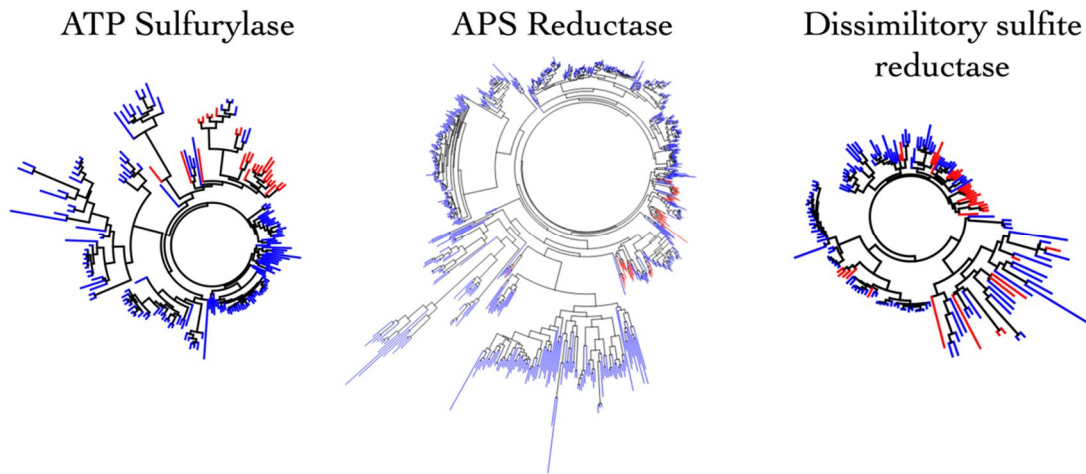 ATP Sulfurylase
APS Reductase
Dissimilitory sulfite
reductase